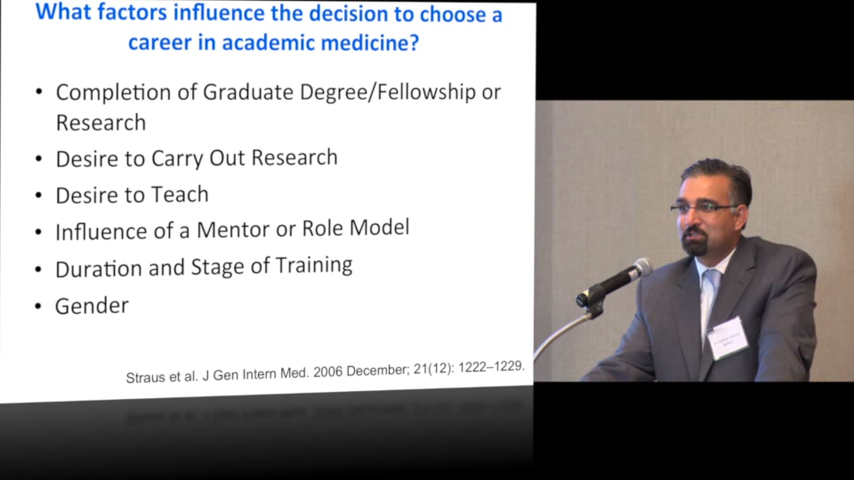 What factors influence the decision to choose a
career in academic medicine?
• Completion of Graduate Degree/Fellowship or
Research
• Desire to Carry Out Research
• Desire to Teach
• Influence of a Mentor or Role Model
• Duration and Stage of Training
• Gender
Straus et al. J Gen Intern Med. 2006 December; 21(12): 1222–1229.